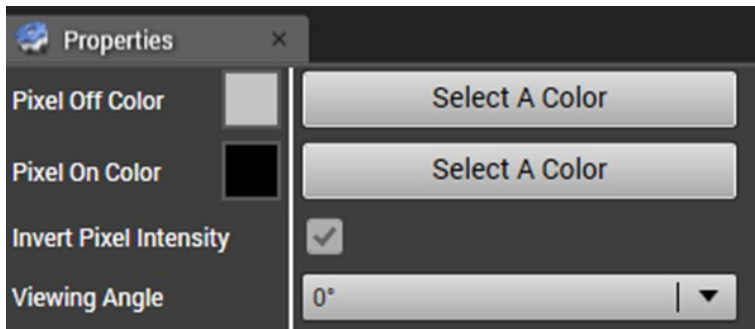 Properties ×
Pixel Off Color Select A Color
Pixel On Color Select A Color
Invert Pixel Intensity
Viewing Angle 0°